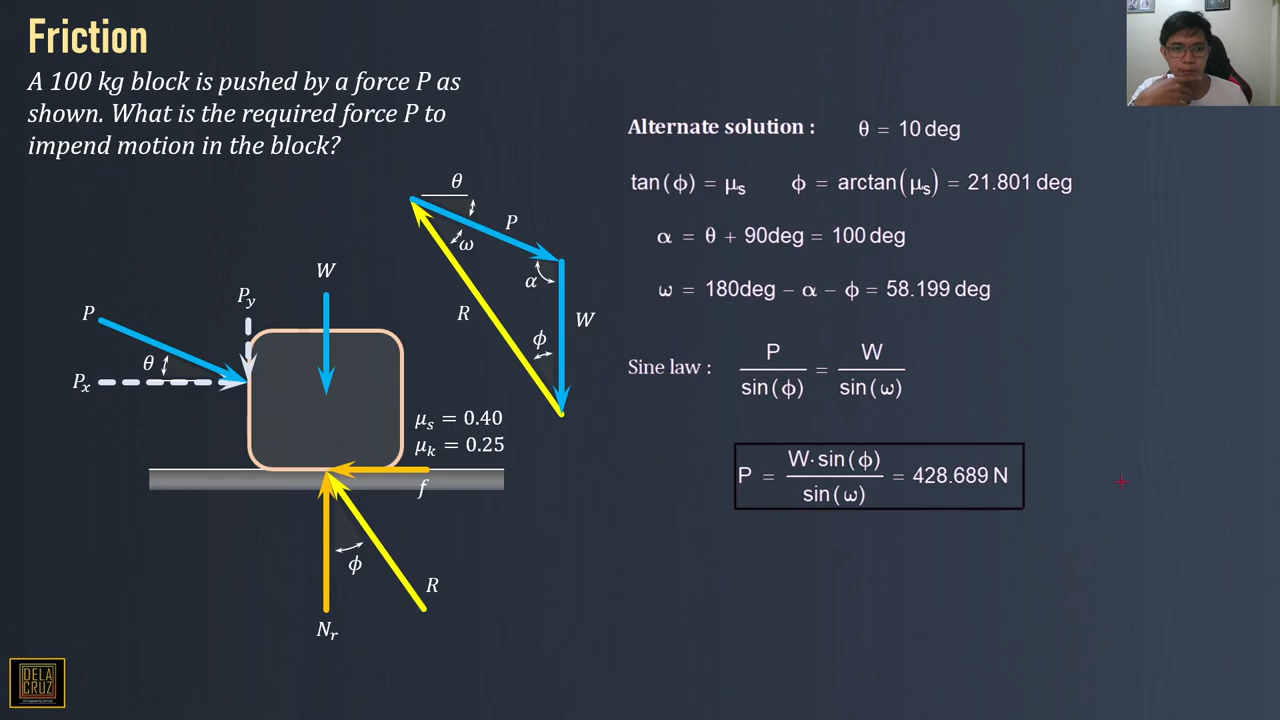 Friction
A 100 kg block is pushed by a force P as
shown. What is the required force P to
impend motion in the block?
Alternate solution : θ = 10 deg
tan(ϕ) = μs ϕ = arctan(μs) = 21.801 deg
α = θ + 90deg = 100 deg
ω = 180deg − α − ϕ = 58.199 deg
Sine law : P/sin(ϕ) = W/sin(ω)
P = W·sin(ϕ)/sin(ω) = 428.689 N
θ
P
ω
α
R
W
ϕ
W
Py
P
θ
Px
μs = 0.40
μk = 0.25
f
ϕ
R
Nr
DELA
CRUZ